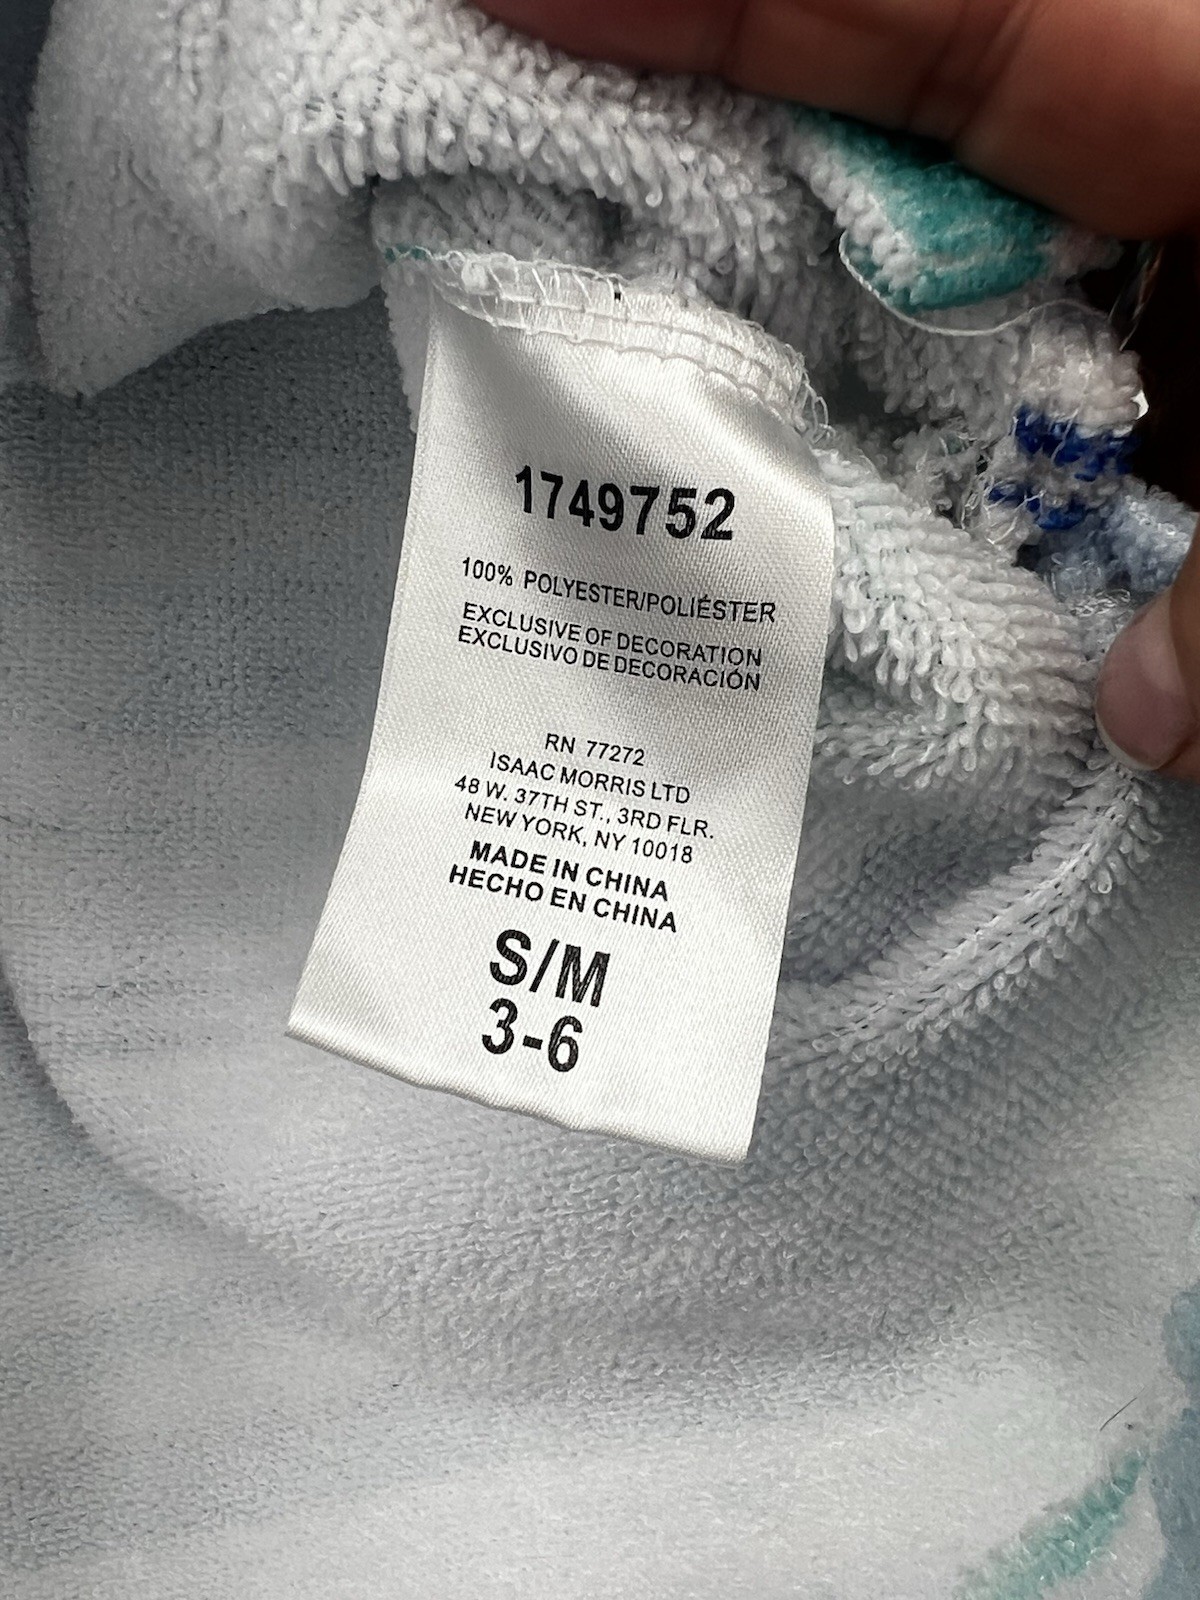 1749752
100% POLYESTER/POLIÉSTER
EXCLUSIVE OF DECORATION
EXCLUSIVO DE DECORACIÓN
RN 77272
ISAAC MORRIS LTD
48 W. 37TH ST., 3RD FLR.
NEW YORK, NY 10018
MADE IN CHINA
HECHO EN CHINA
S/M
3-6